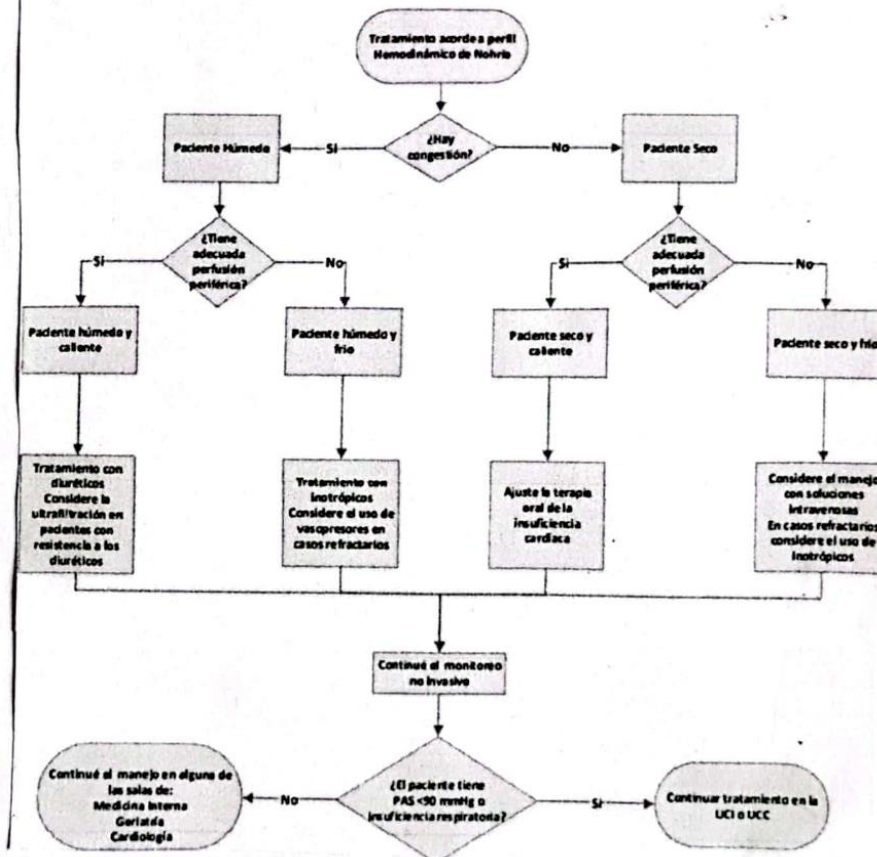 Tratamiento acorde a perfil
Hemodinámico de Nohria
¿Hay
congestión?
Si
No
Paciente Húmedo
Paciente Seco
¿Tiene
adecuada
perfusión
periférica?
Si
No
¿Tiene
adecuada
perfusión
periférica?
Si
No
Paciente húmedo y
caliente
Paciente húmedo y
frio
Paciente seco y
caliente
Paciente seco y frio
Tratamiento con
diuréticos
Considere la
ultrafiltración en
pacientes con
resistencia a los
diuréticos
Tratamiento con
inotrópicos
Considere el uso de
vasopresores en
casos refractarios
Ajuste la terapia
oral de la
insuficiencia
cardíaca
Considere el manejo
con soluciones
intravenosas
En casos refractarios
considere el uso de
inotrópicos
Continué el monitoreo
no invasivo
¿El paciente tiene
PAS <90 mmHg o
insuficiencia respiratoria?
No
Si
Continué el manejo en alguna de
las salas de:
Medicina Interna
Geriatría
Cardiología
Continuar tratamiento en la
UCI o UCC